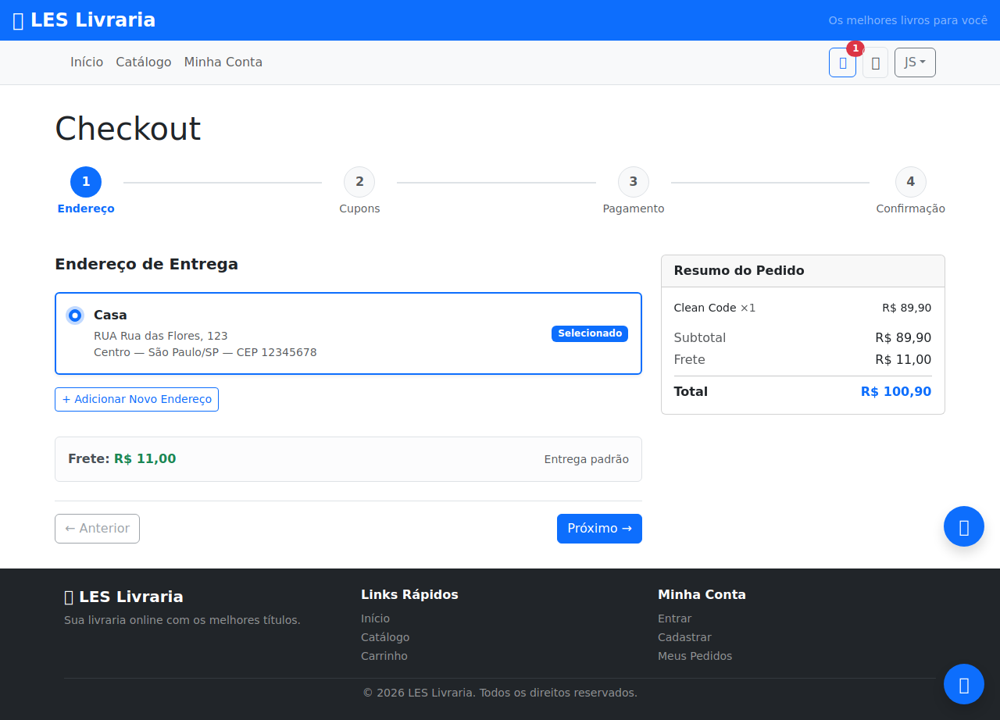 LES Livraria
Os melhores livros para você
Início Catálogo Minha Conta
1
JS
Checkout
1 2 3 4
Endereço Cupons Pagamento Confirmação
Endereço de Entrega
Casa
RUA Rua das Flores, 123
Centro — São Paulo/SP — CEP 12345678
Selecionado
+ Adicionar Novo Endereço
Frete: R$ 11,00
Entrega padrão
← Anterior
Próximo →
Resumo do Pedido
Clean Code ×1 R$ 89,90
Subtotal R$ 89,90
Frete R$ 11,00
Total R$ 100,90
LES Livraria
Sua livraria online com os melhores títulos.
Links Rápidos
Início
Catálogo
Carrinho
Minha Conta
Entrar
Cadastrar
Meus Pedidos
© 2026 LES Livraria. Todos os direitos reservados.